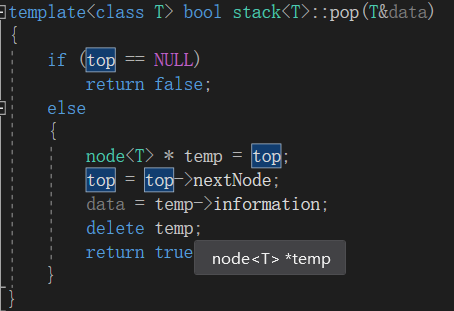 template<class T> bool stack<T>::pop(T&data)
{
if (top == NULL)
return false;
else
{
node<T> * temp = top;
top = top->nextNode;
data = temp->information;
delete temp;
return true
node<T> *temp
}
}